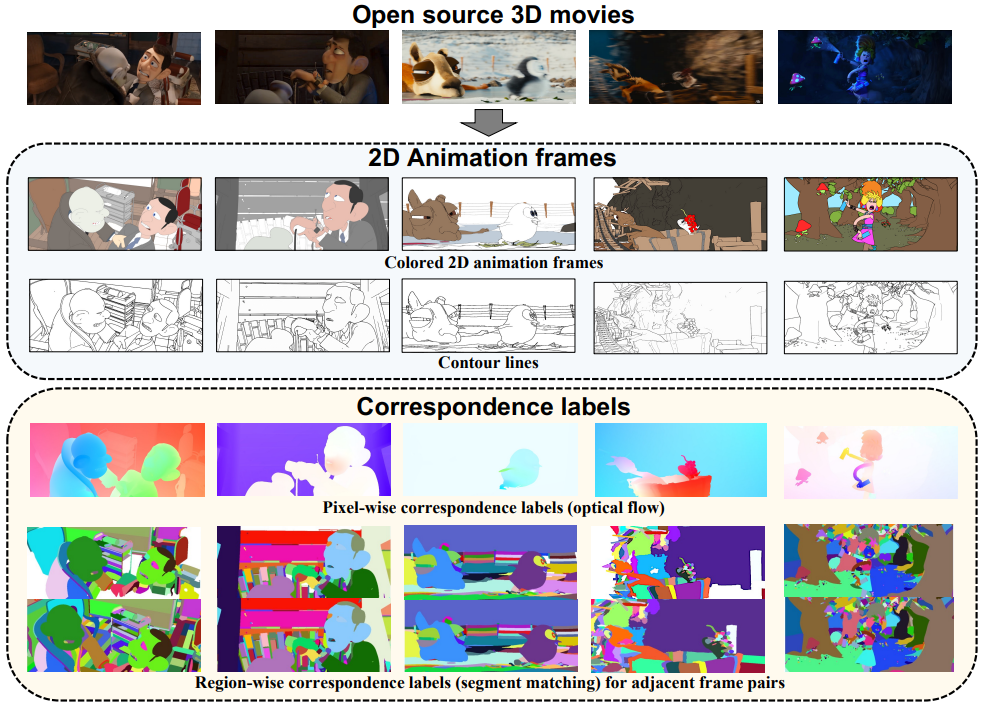 Open source 3D movies
2D Animation frames
Colored 2D animation frames
Contour lines
Correspondence labels
Pixel-wise correspondence labels (optical flow)
Region-wise correspondence labels (segment matching) for adjacent frame pairs